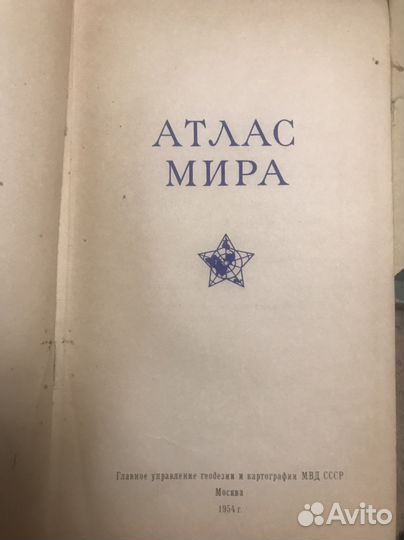 АТЛАС
МИРА
Главное управление геодезии и картографии МВД СССР
Москва
1954 г.
Avito